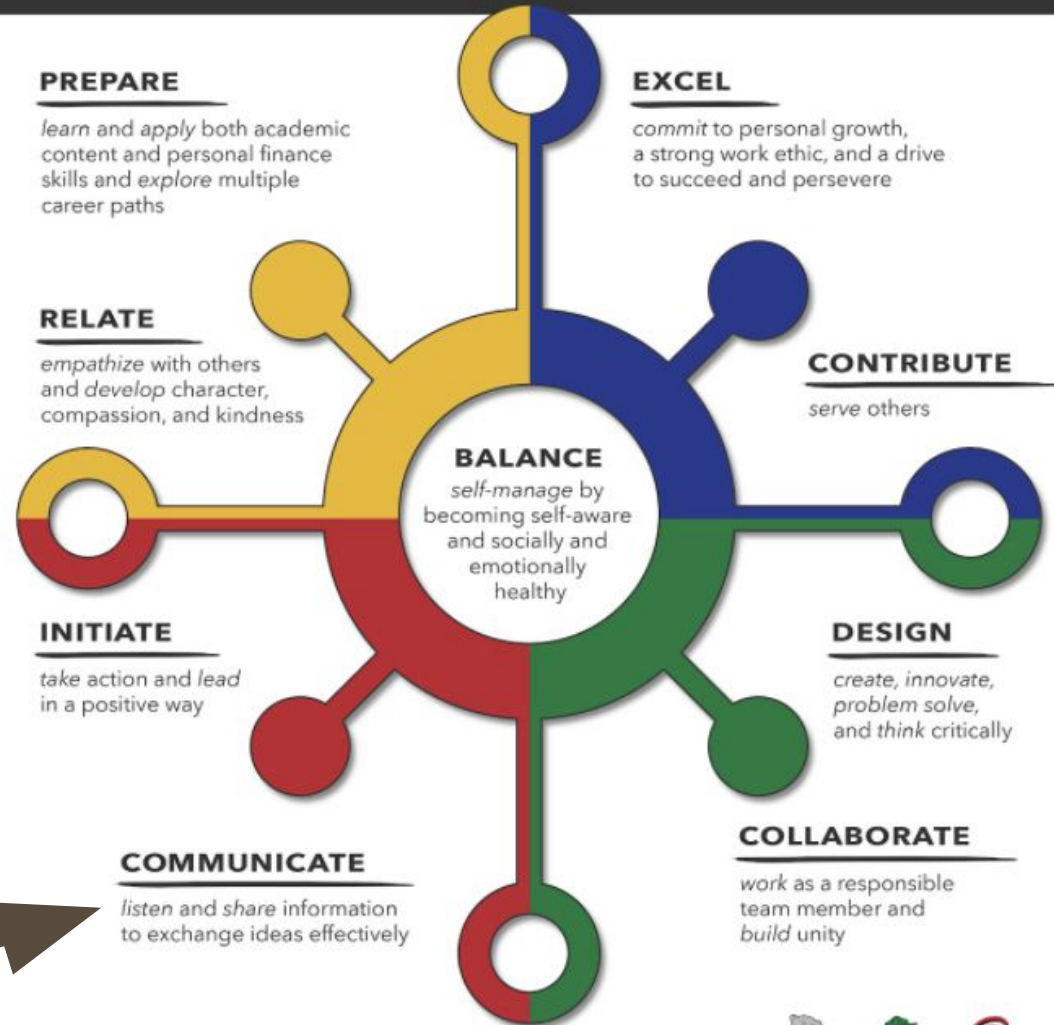 PREPARE
learn and apply both academic
content and personal finance
skills and explore multiple
career paths
EXCEL
commit to personal growth,
a strong work ethic, and a drive
to succeed and persevere
RELATE
empathize with others
and develop character,
compassion, and kindness
CONTRIBUTE
serve others
BALANCE
self-manage by
becoming self-aware
and socially and
emotionally
healthy
INITIATE
take action and lead
in a positive way
DESIGN
create, innovate,
problem solve,
and think critically
COMMUNICATE
listen and share information
to exchange ideas effectively
COLLABORATE
work as a responsible
team member and
build unity